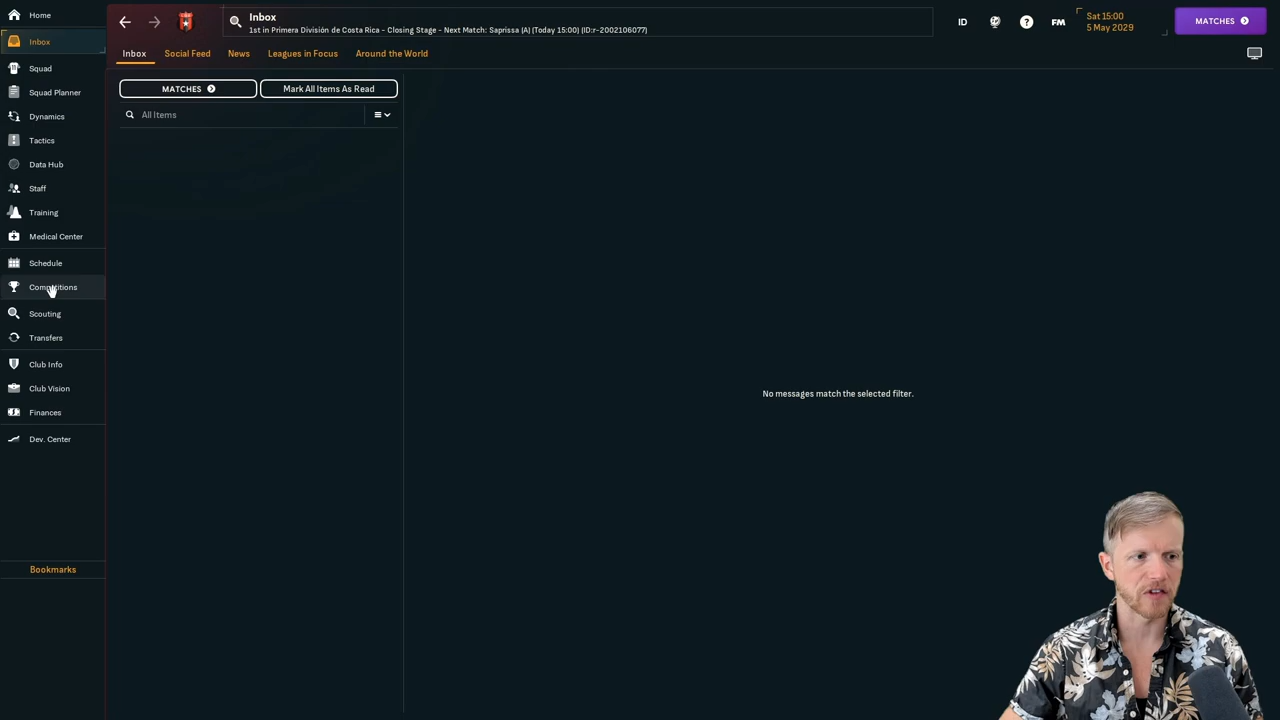 Home
Inbox
Squad
Squad Planner
Dynamics
Tactics
Data Hub
Staff
Training
Medical Center
Schedule
Competitions
Scouting
Transfers
Club Info
Club Vision
Finances
Dev. Center
Bookmarks
Inbox
1st in Primera División de Costa Rica - Closing Stage - Next Match: Saprissa (A) (Today 15:00) (ID:r-2002106077)
ID
?
FM
Sat 15:00
5 May 2029
MATCHES
Inbox
Social Feed
News
Leagues in Focus
Around the World
MATCHES
Mark All Items As Read
All Items
No messages match the selected filter.